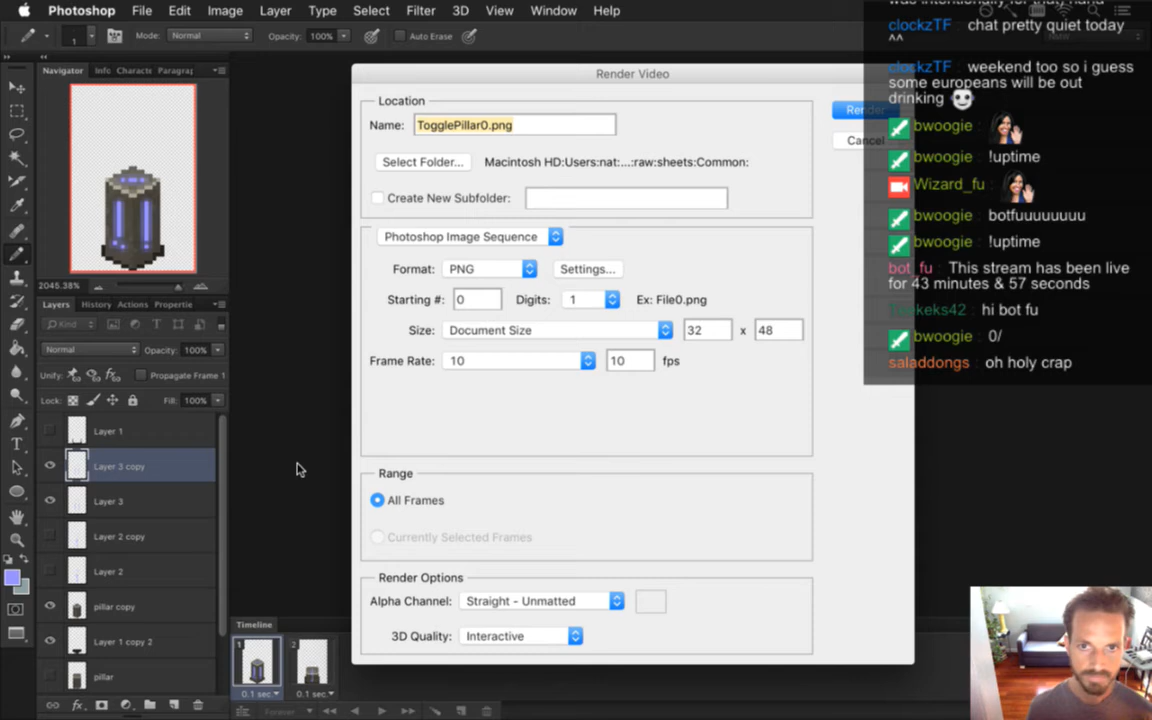 Photoshop File Edit Image Layer Type Select Filter 3D View Window Help
1 Mode: Normal Opacity: 100% Auto Erase
Navigator Info Characte Paragraj
2045.38%
Layers History Actions Propertie
Kind
Normal Opacity: 100%
Unify: Propagate Frame 1
Lock: Fill: 100%
Layer 1
Layer 3 copy
Layer 3
Layer 2 copy
Layer 2
pillar copy
Layer 1 copy 2
pillar
Render Video
Location
Name: TogglePillar0.png
Select Folder... Macintosh HD:Users:nat:...:raw:sheets:Common:
Create New Subfolder:
Render
Cancel
Photoshop Image Sequence
Format: PNG Settings...
Starting #: 0 Digits: 1 Ex: File0.png
Size: Document Size 32 x 48
Frame Rate: 10 10 fps
Range
All Frames
Currently Selected Frames
Render Options
Alpha Channel: Straight - Unmatted
3D Quality: Interactive
Timeline
1 2
0.1 sec. 0.1 sec.
Forever
clockzTF chat pretty quiet today
^^
clockzTF weekend too so i guess
some europeans will be out
drinking
bwoogie
bwoogie !uptime
Wizard_fu
bwoogie botfuuuuuuuu
bwoogie !uptime
bot_fu This stream has been live
for 43 minutes & 57 seconds
hi bot fu
bwoogie 0/
saladdongs oh holy crap